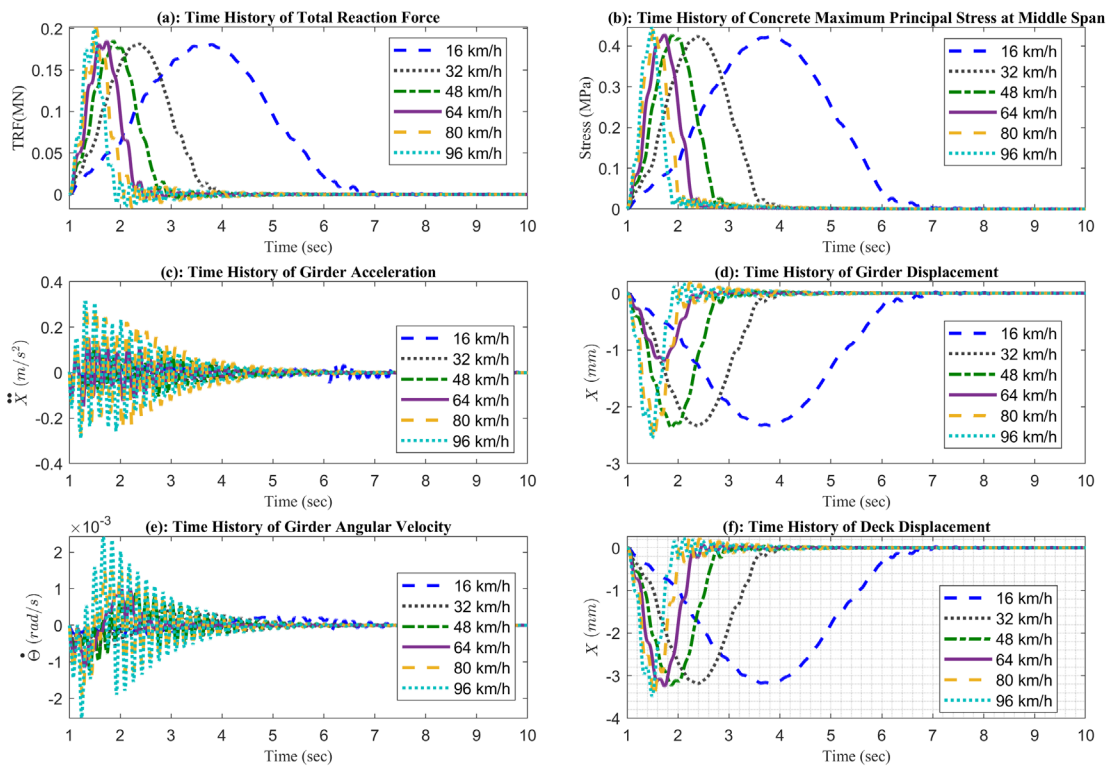 (a): Time History of Total Reaction Force
0.2
0.15
0.1
0.05
0
TRF(MN)
16 km/h
32 km/h
48 km/h
64 km/h
80 km/h
96 km/h
1 2 3 4 5 6 7 8 9 10
Time (sec)
(b): Time History of Concrete Maximum Principal Stress at Middle Span
0.4
0.3
0.2
0.1
0
Stress (MPa)
16 km/h
32 km/h
48 km/h
64 km/h
80 km/h
96 km/h
1 2 3 4 5 6 7 8 9 10
Time (sec)
(c): Time History of Girder Acceleration
0.4
0.2
0
-0.2
-0.4
Ẍ (m/s²)
16 km/h
32 km/h
48 km/h
64 km/h
80 km/h
96 km/h
1 2 3 4 5 6 7 8 9 10
Time (sec)
(d): Time History of Girder Displacement
0
-1
-2
-3
X (mm)
16 km/h
32 km/h
48 km/h
64 km/h
80 km/h
96 km/h
1 2 3 4 5 6 7 8 9 10
Time (sec)
(e): Time History of Girder Angular Velocity
×10⁻³
2
1
0
-1
-2
Θ̇ (rad/s)
16 km/h
32 km/h
48 km/h
64 km/h
80 km/h
96 km/h
1 2 3 4 5 6 7 8 9 10
Time (sec)
(f): Time History of Deck Displacement
0
-1
-2
-3
-4
X (mm)
16 km/h
32 km/h
48 km/h
64 km/h
80 km/h
96 km/h
1 2 3 4 5 6 7 8 9 10
Time (sec)